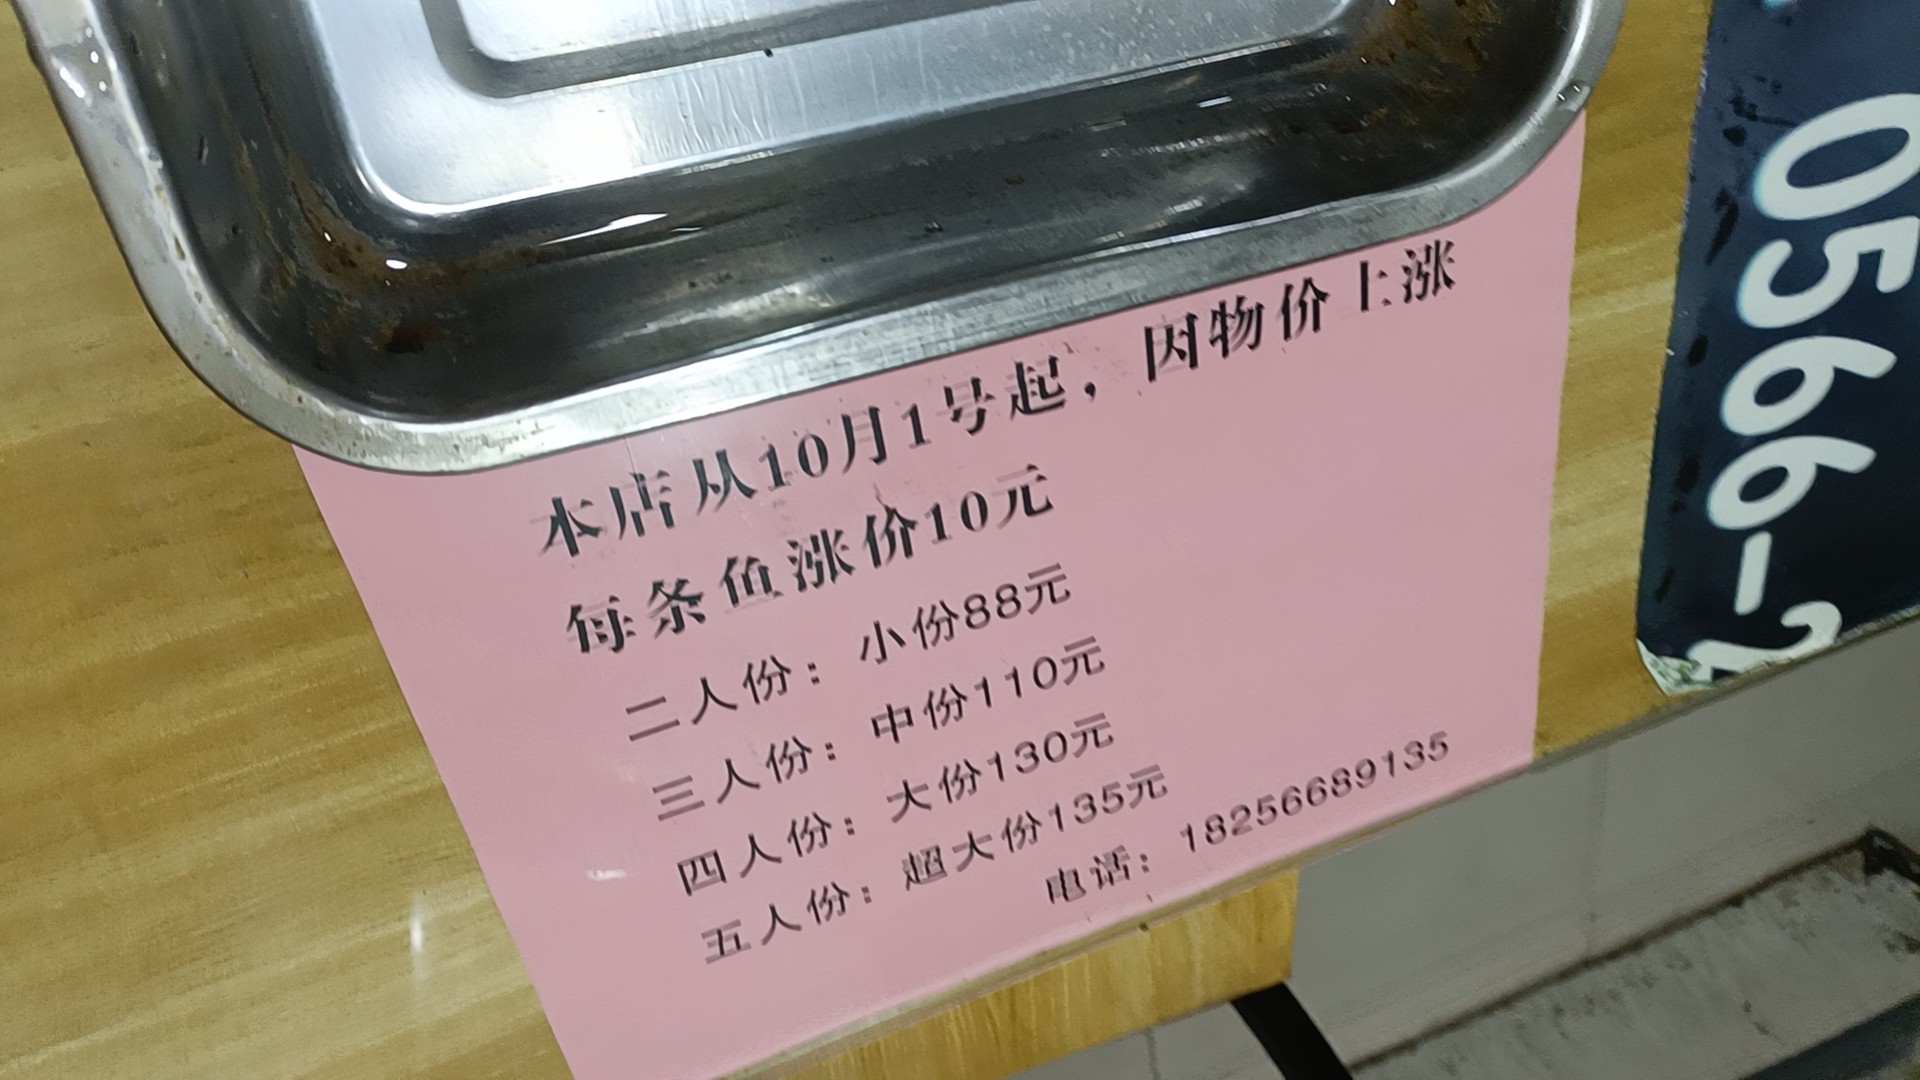 本店从10月1号起，因物价上涨
每条鱼涨价10元
二人份：小份88元
三人份：中份110元
四人份：大份130元
五人份：超大份135元
电话：18256689135
0566-2